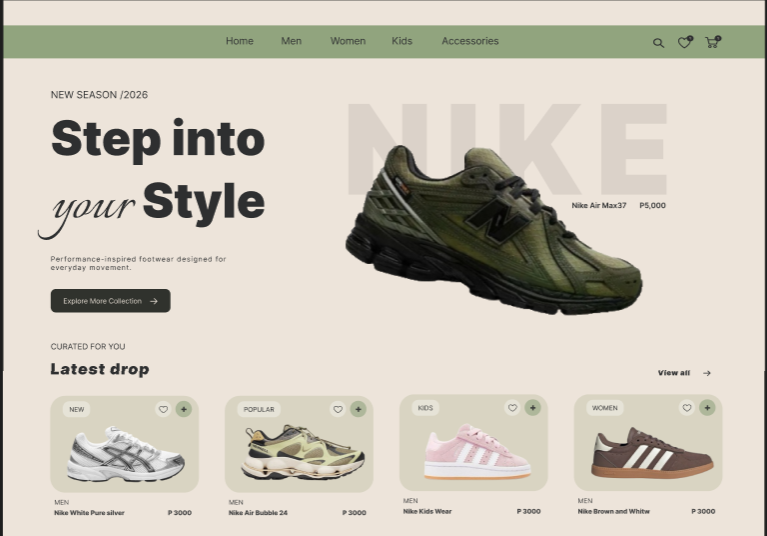 Home Men Women Kids Accessories
NEW SEASON /2026
NIKE
Step into
your Style
Nike Air Max37 P5,000
Performance-inspired footwear designed for
everyday movement.
Explore More Collection →
CURATED FOR YOU
Latest drop
View all →
NEW + POPULAR + KIDS + WOMEN +
MEN MEN MEN MEN
Nike White Pure silver P 3000 Nike Air Bubble 24 P 3000 Nike Kids Wear P 3000 Nike Brown and Whitw P 3000